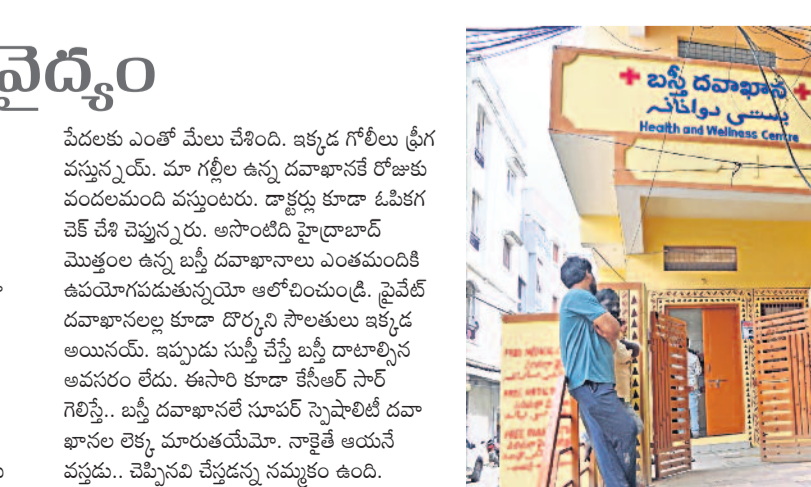 వైద్యం
పేదలకు ఎంతో మేలు చేశింది. ఇక్కడ గోలీలు ఫ్రీగ
వస్తున్నయ్. మా గల్లీల ఉన్న దవాఖానకే రోజుకు
వందలమంది వస్తుంటరు. డాక్టర్లు కూడా ఓపికగ
చెక్ చేశి చెప్తున్నరు. అసొంటిది హైద్రాబాద్
మొత్తంల ఉన్న బస్తీ దవాఖానాలు ఎంతమందికి
ఉపయోగపడుతున్నయో ఆలోచించుండ్రి. ప్రైవేట్
దవాఖానలల్ల కూడా దొర్కని సౌలతులు ఇక్కడ
అయినయ్. ఇప్పుడు సుస్తీ చేస్తే బస్తీ దాటాల్సిన
అవసరం లేదు. ఈసారి కూడా కేసీఆర్ సార్
గెలిస్తే.. బస్తీ దవాఖానలే సూపర్ స్పెషాలిటీ దవా
ఖానల లెక్క మారుతయేమో. నాకైతే ఆయనే
వస్తడు.. చెప్పినవి చేస్తడన్న నమ్మకం ఉంది.
బస్తీ దవాఖాన
بستی دواخانہ
Health and Wellness Centre